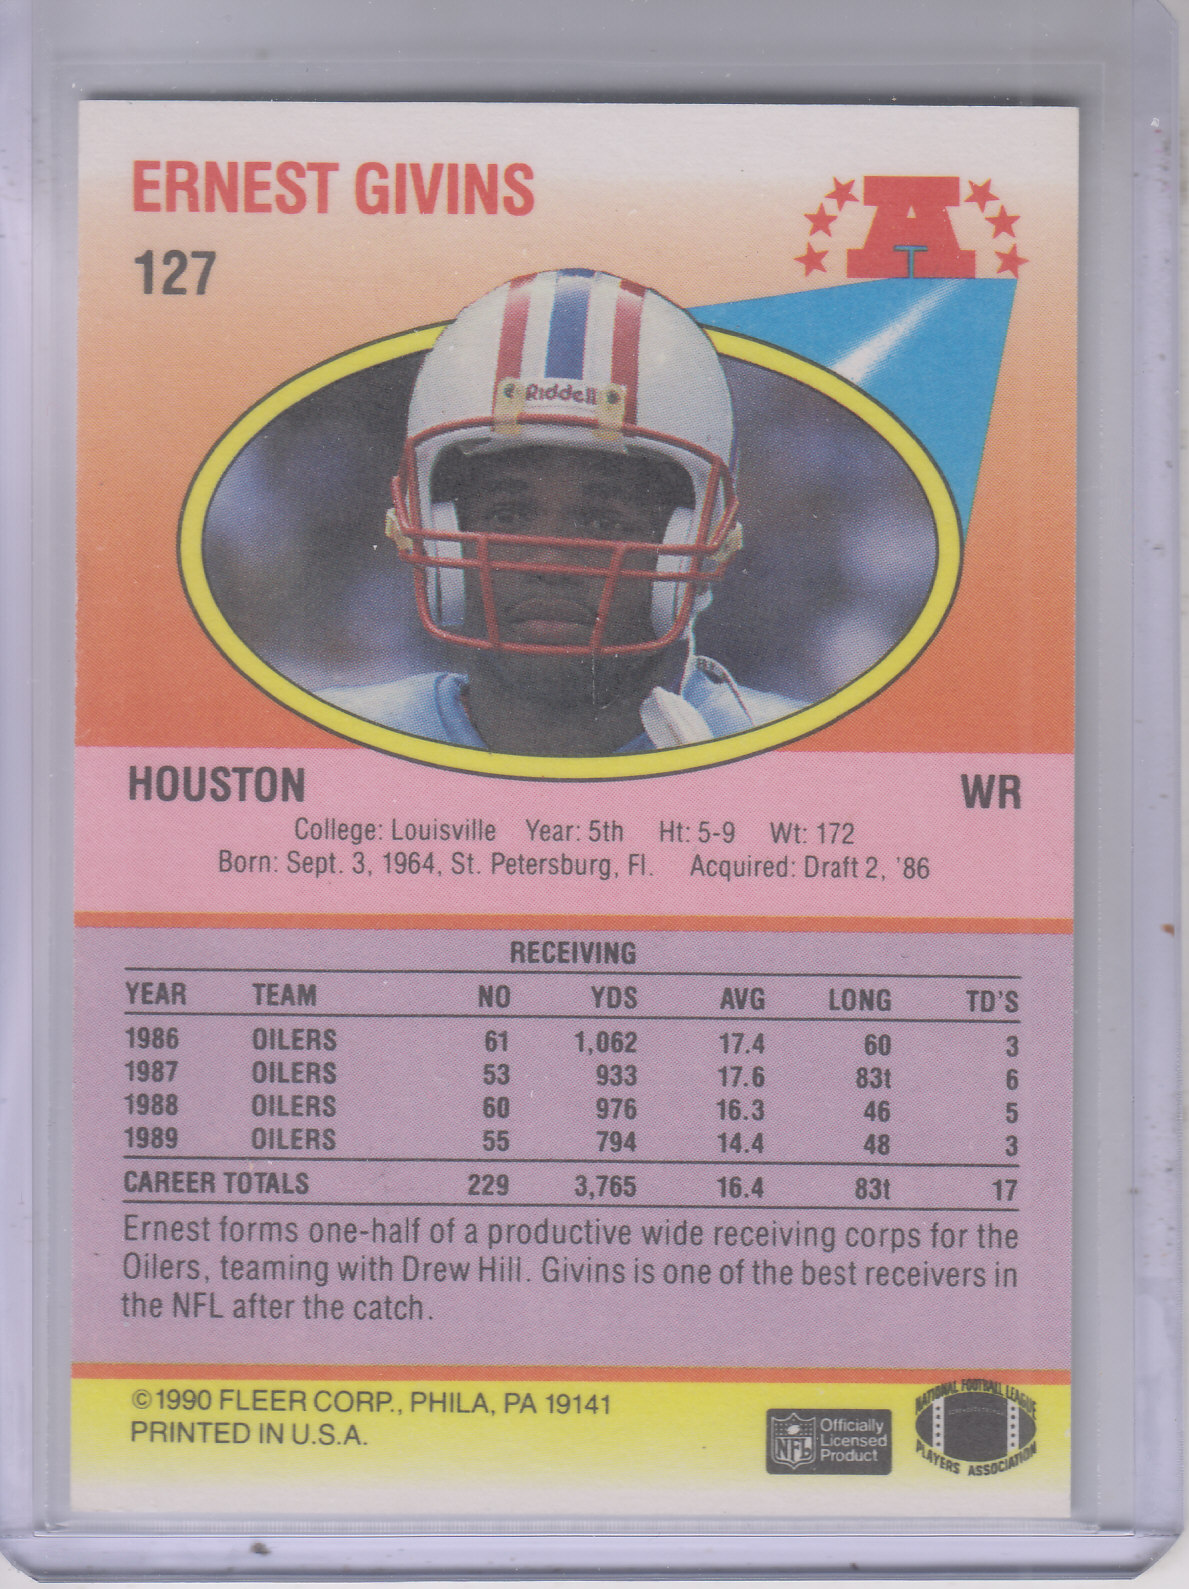 ERNEST GIVINS
127
A
T
Riddell
HOUSTON WR
College: Louisville Year: 5th Ht: 5-9 Wt: 172
Born: Sept. 3, 1964, St. Petersburg, Fl. Acquired: Draft 2, '86
RECEIVING
YEAR TEAM NO YDS AVG LONG TD'S
1986 OILERS 61 1,062 17.4 60 3
1987 OILERS 53 933 17.6 83t 6
1988 OILERS 60 976 16.3 46 5
1989 OILERS 55 794 14.4 48 3
CAREER TOTALS 229 3,765 16.4 83t 17
Ernest forms one-half of a productive wide receiving corps for the
Oilers, teaming with Drew Hill. Givins is one of the best receivers in
the NFL after the catch.
©1990 FLEER CORP., PHILA, PA 19141
PRINTED IN U.S.A.
NFL
Officially
Licensed
Product
NATIONAL FOOTBALL LEAGUE
PLAYERS ASSOCIATION